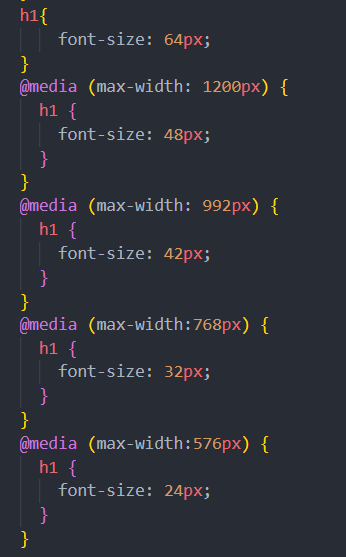 h1{
font-size: 64px;
}
@media (max-width: 1200px) {
h1 {
font-size: 48px;
}
}
@media (max-width: 992px) {
h1 {
font-size: 42px;
}
}
@media (max-width:768px) {
h1 {
font-size: 32px;
}
}
@media (max-width:576px) {
h1 {
font-size: 24px;
}
}